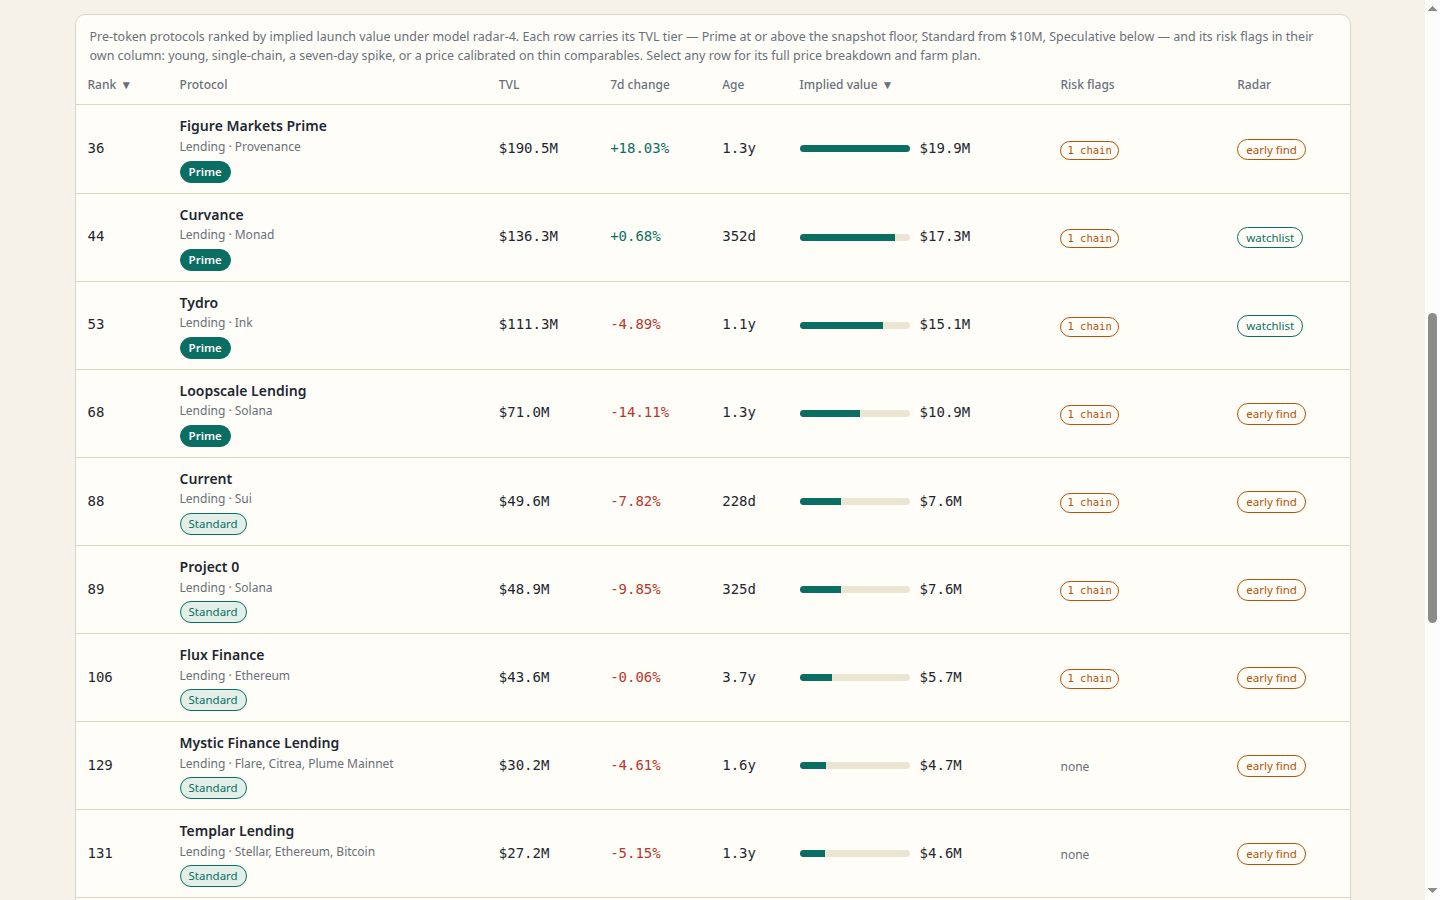 Pre-token protocols ranked by implied launch value under model radar-4. Each row carries its TVL tier — Prime at or above the snapshot floor, Standard from $10M, Speculative below — and its risk flags in their
own column: young, single-chain, a seven-day spike, or a price calibrated on thin comparables. Select any row for its full price breakdown and farm plan.
Rank ▼ Protocol TVL 7d change Age Implied value ▼ Risk flags Radar
Figure Markets Prime
Lending · Provenance
Prime
36 $190.5M +18.03% 1.3y $19.9M 1 chain early find
Curvance
Lending · Monad
Prime
44 $136.3M +0.68% 352d $17.3M 1 chain watchlist
Tydro
Lending · Ink
Prime
53 $111.3M -4.89% 1.1y $15.1M 1 chain watchlist
Loopscale Lending
Lending · Solana
Prime
68 $71.0M -14.11% 1.3y $10.9M 1 chain early find
Current
Lending · Sui
Standard
88 $49.6M -7.82% 228d $7.6M 1 chain early find
Project 0
Lending · Solana
Standard
89 $48.9M -9.85% 325d $7.6M 1 chain early find
Flux Finance
Lending · Ethereum
Standard
106 $43.6M -0.06% 3.7y $5.7M 1 chain early find
Mystic Finance Lending
Lending · Flare, Citrea, Plume Mainnet
Standard
129 $30.2M -4.61% 1.6y $4.7M none early find
Templar Lending
Lending · Stellar, Ethereum, Bitcoin
Standard
131 $27.2M -5.15% 1.3y $4.6M none early find